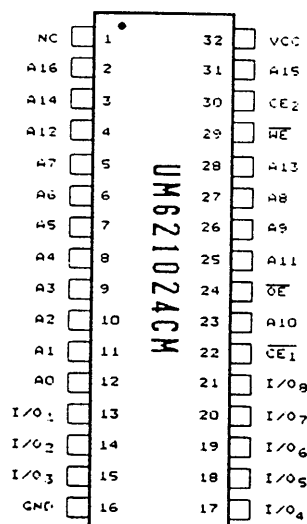 NC 1 32 VCC
A16 2 31 A15
A14 3 30 CE2
A12 4 29 W̅E̅
A7 5 28 A13
A6 6 27 A8
A5 7 26 A9
A4 8 25 A11
A3 9 24 O̅E̅
A2 10 23 A10
A1 11 22 C̅E̅1
A0 12 21 I/O8
I/O1 13 20 I/O7
I/O2 14 19 I/O6
I/O3 15 18 I/O5
GND 16 17 I/O4
UM621024CM